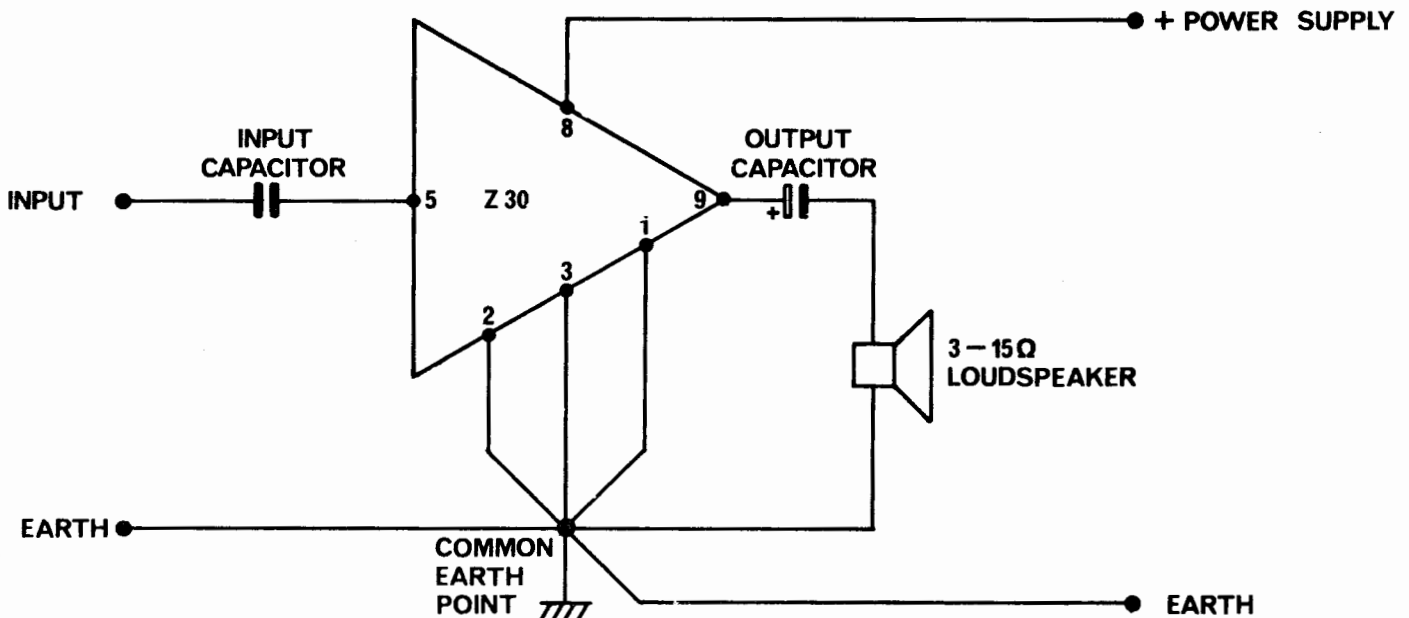 + POWER SUPPLY
8
INPUT
CAPACITOR
OUTPUT
CAPACITOR
INPUT
5
Z 30
9
+
1
3
2
3 – 15Ω
LOUDSPEAKER
EARTH
COMMON
EARTH
POINT
EARTH